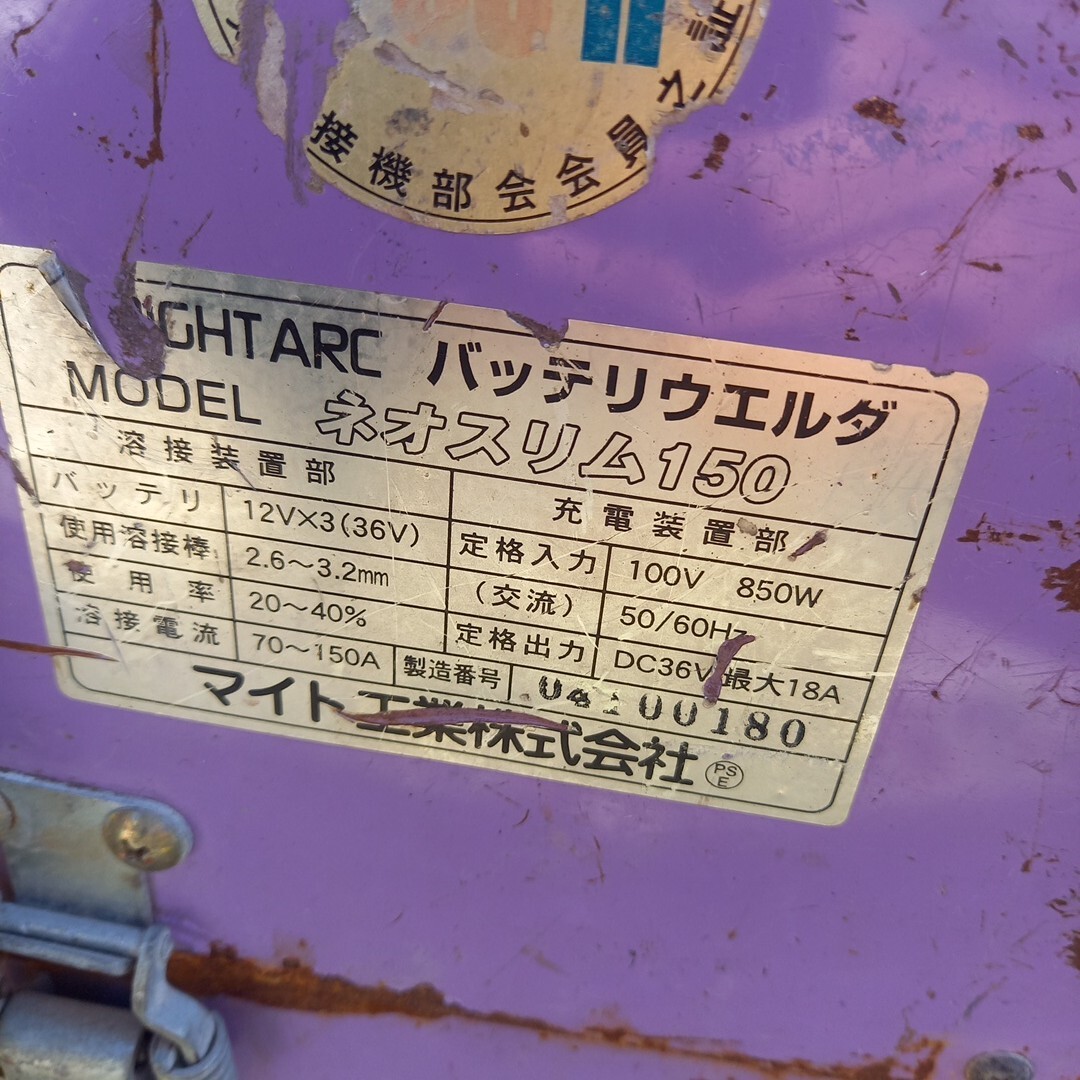 接機部会会員之証
IGHT ARC バッテリウエルダ
MODEL ネオスリム150
溶接装置部
バッテリ 12V×3(36V)
使用溶接棒 2.6～3.2mm
使用率 20～40%
溶接電流 70～150A
充電装置部
定格入力 100V 850W
(交流) 50/60Hz
定格出力 DC36V 最大18A
製造番号 04100180
マイト工業株式会社 PSE